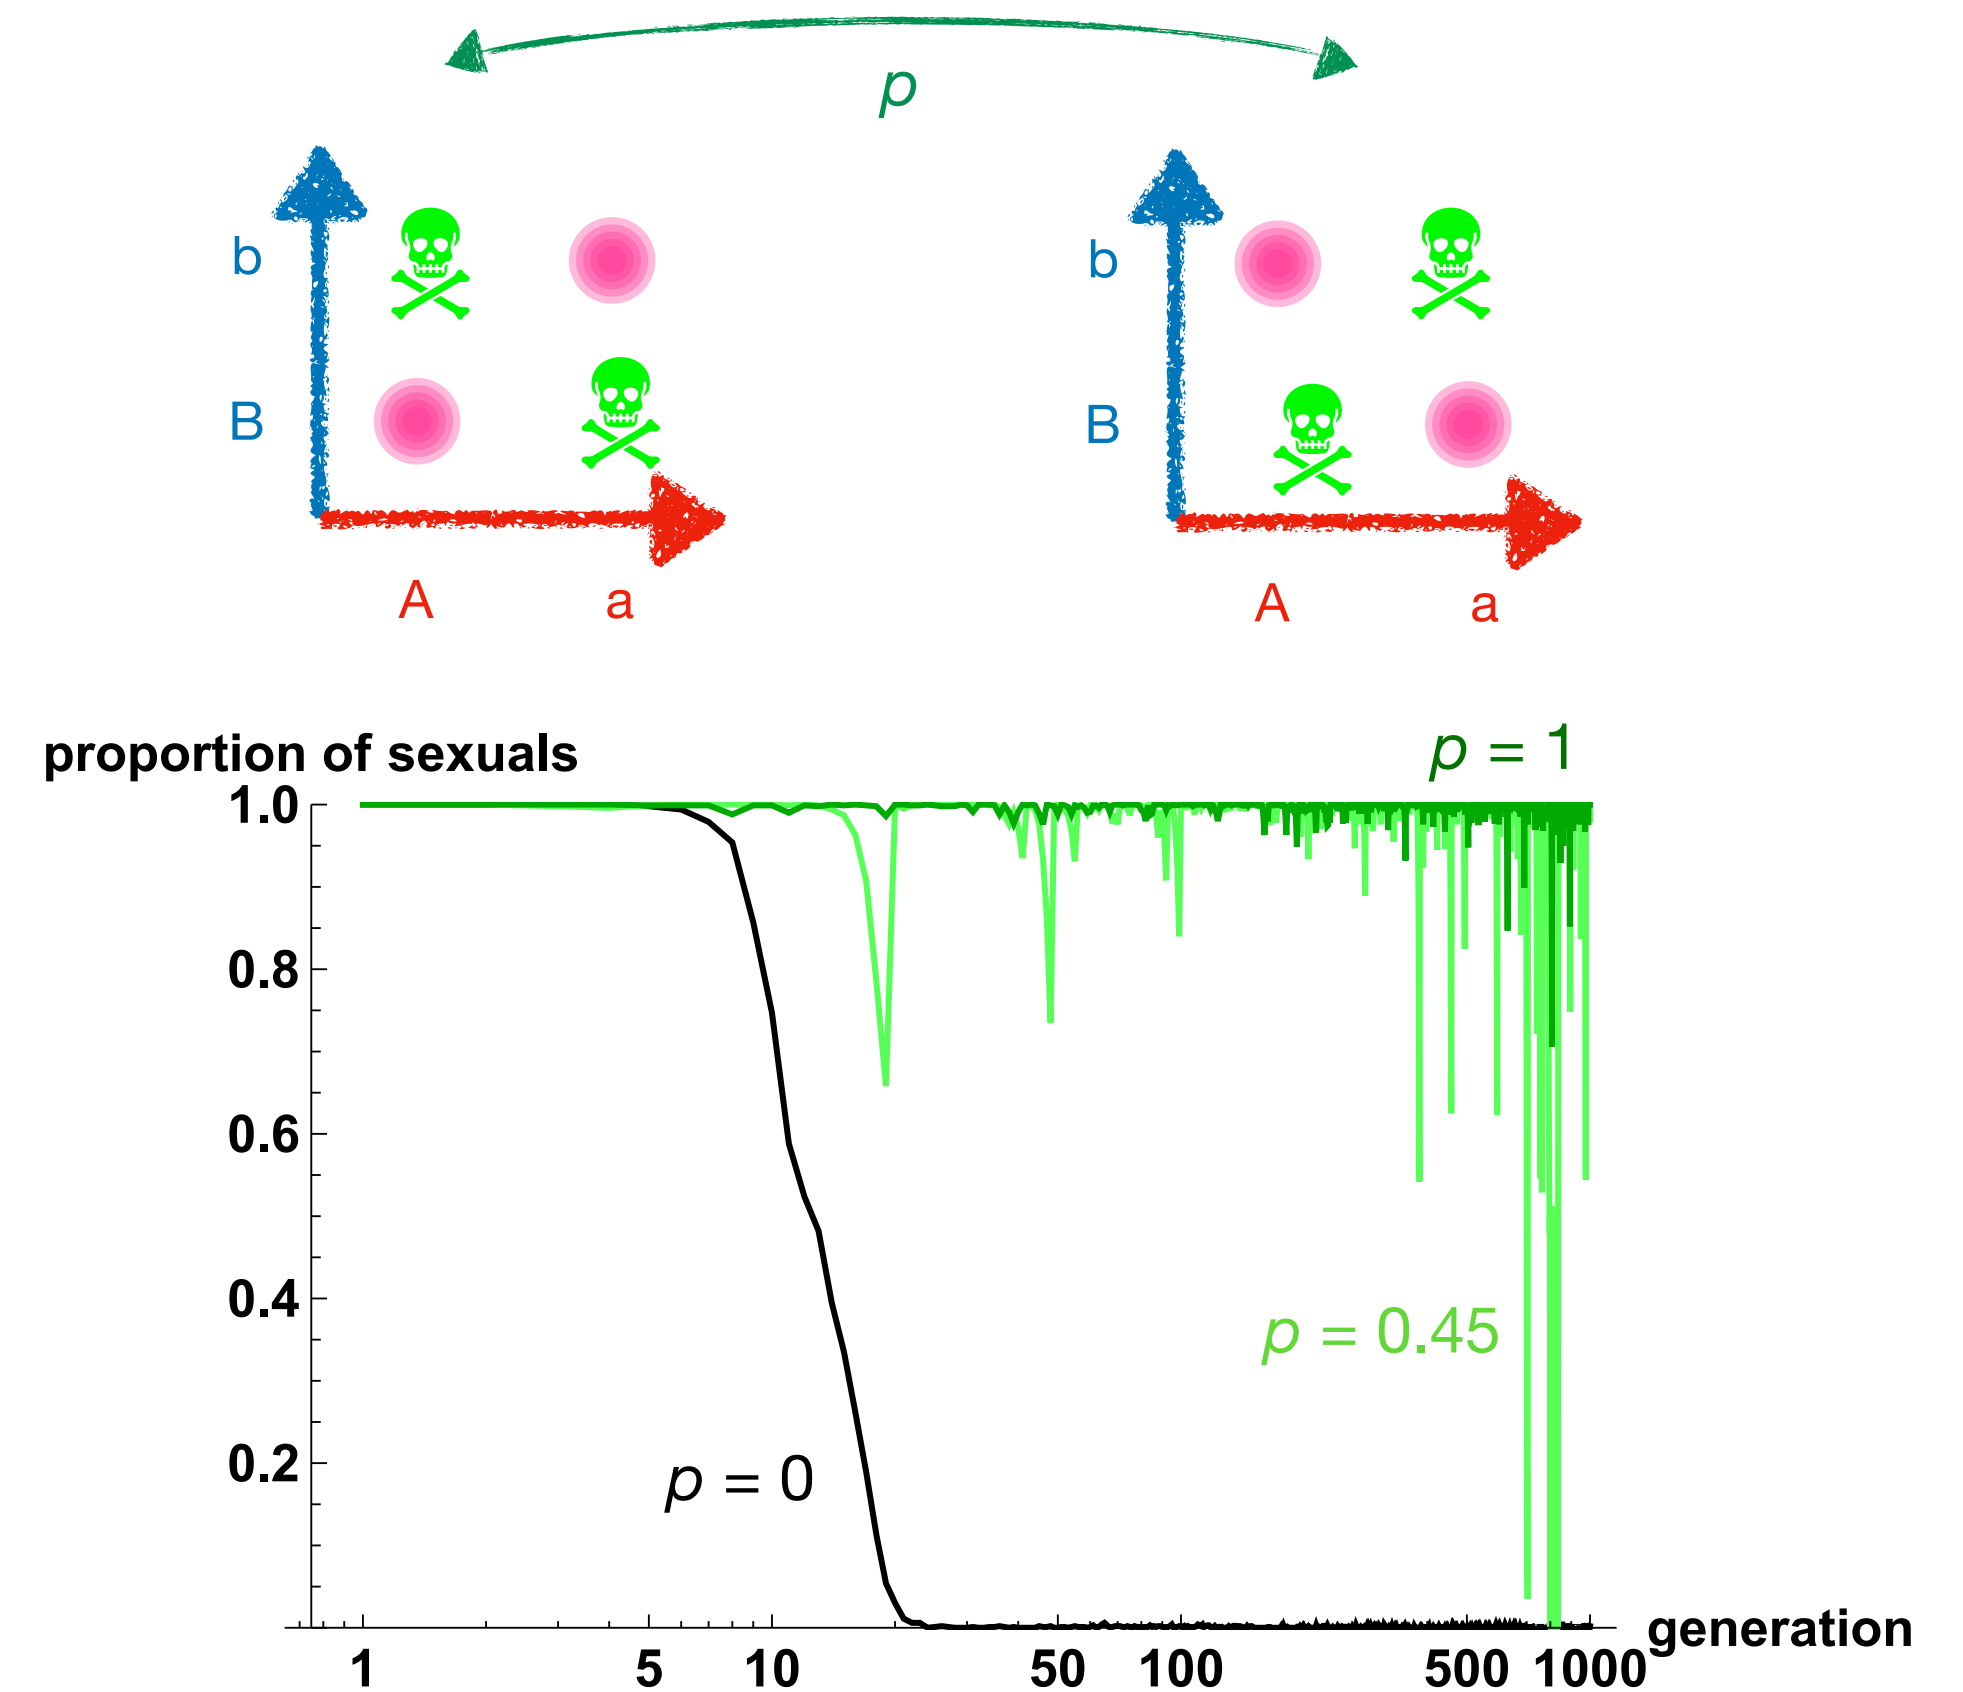 p
b
b
B
B
A
a
A
a
proportion of sexuals
p = 1
1.0
0.8
0.6
0.4
p = 0.45
0.2
p = 0
generation
1 5 10 50 100 500 1000